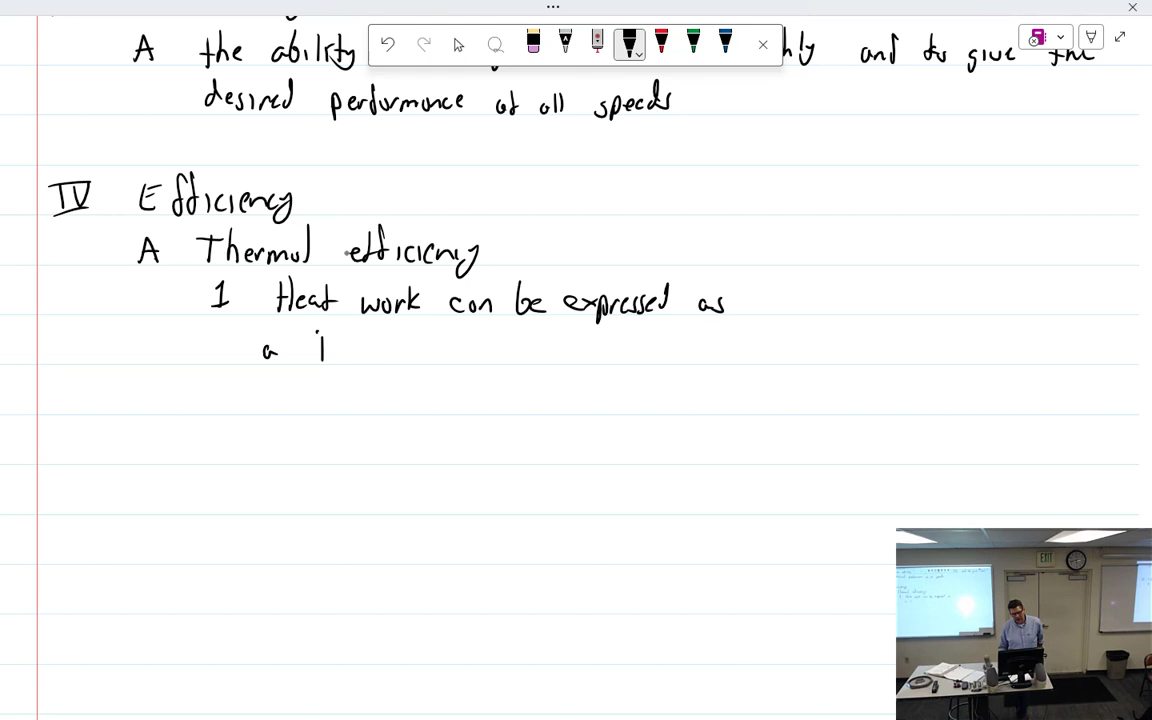 A the ability and to give the
desired performance at all speeds
IV Efficiency
A Thermal efficiency
1 Heat work can be expressed as
a i
EXIT